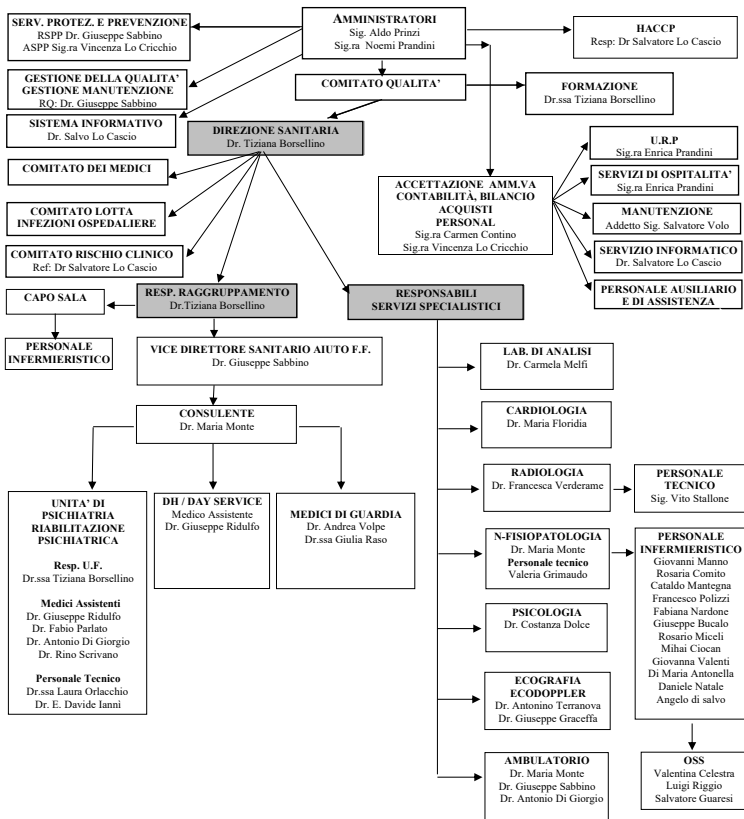 SERV. PROTEZ. E PREVENZIONE
RSPP Dr. Giuseppe Sabbino
ASPP Sig.ra Vincenza Lo Cricchio
AMMINISTRATORI
Sig. Aldo Prinzi
Sig.ra Noemi Prandini
HACCP
Resp: Dr Salvatore Lo Cascio
GESTIONE DELLA QUALITA'
GESTIONE MANUTENZIONE
RQ: Dr. Giuseppe Sabbino
COMITATO QUALITA'
FORMAZIONE
Dr.ssa Tiziana Borsellino
SISTEMA INFORMATIVO
Dr. Salvo Lo Cascio
DIREZIONE SANITARIA
Dr. Tiziana Borsellino
U.R.P
Sig.ra Enrica Prandini
COMITATO DEI MEDICI
SERVIZI DI OSPITALITA'
Sig.ra Enrica Prandini
ACCETTAZIONE AMM.VA
CONTABILITÀ, BILANCIO
ACQUISTI
PERSONAL
Sig.ra Carmen Contino
Sig.ra Vincenza Lo Cricchio
COMITATO LOTTA
INFEZIONI OSPEDALIERE
MANUTENZIONE
Addetto Sig. Salvatore Volo
COMITATO RISCHIO CLINICO
Ref: Dr Salvatore Lo Cascio
SERVIZIO INFORMATICO
Dr. Salvatore Lo Cascio
PERSONALE AUSILIARIO
E DI ASSISTENZA
CAPO SALA
RESP. RAGGRUPPAMENTO
Dr.Tiziana Borsellino
RESPONSABILI
SERVIZI SPECIALISTICI
PERSONALE
INFERMIERISTICO
VICE DIRETTORE SANITARIO AIUTO F.F.
Dr. Giuseppe Sabbino
LAB. DI ANALISI
Dr. Carmela Melfi
CONSULENTE
Dr. Maria Monte
CARDIOLOGIA
Dr. Maria Floridia
RADIOLOGIA
Dr. Francesca Verderame
PERSONALE
TECNICO
Sig. Vito Stallone
UNITA' DI
PSICHIATRIA
RIABILITAZIONE
PSICHIATRICA
Resp. U.F.
Dr.ssa Tiziana Borsellino
Medici Assistenti
Dr. Giuseppe Ridulfo
Dr. Fabio Parlato
Dr. Antonio Di Giorgio
Dr. Rino Scrivano
Personale Tecnico
Dr.ssa Laura Orlacchio
Dr. E. Davide Iannì
DH / DAY SERVICE
Medico Assistente
Dr. Giuseppe Ridulfo
MEDICI DI GUARDIA
Dr. Andrea Volpe
Dr.ssa Giulia Raso
N-FISIOPATOLOGIA
Dr. Maria Monte
Personale tecnico
Valeria Grimaudo
PERSONALE
INFERMIERISTICO
Giovanni Manno
Rosaria Comito
Cataldo Mantegna
Francesco Polizzi
Fabiana Nardone
Giuseppe Bucalo
Rosario Miceli
Mihai Ciocan
Giovanna Valenti
Di Maria Antonella
Daniele Natale
Angelo di salvo
PSICOLOGIA
Dr. Costanza Dolce
ECOGRAFIA
ECODOPPLER
Dr. Antonino Terranova
Dr. Giuseppe Graceffa
AMBULATORIO
Dr. Maria Monte
Dr. Giuseppe Sabbino
Dr. Antonio Di Giorgio
OSS
Valentina Celestra
Luigi Riggio
Salvatore Guaresi